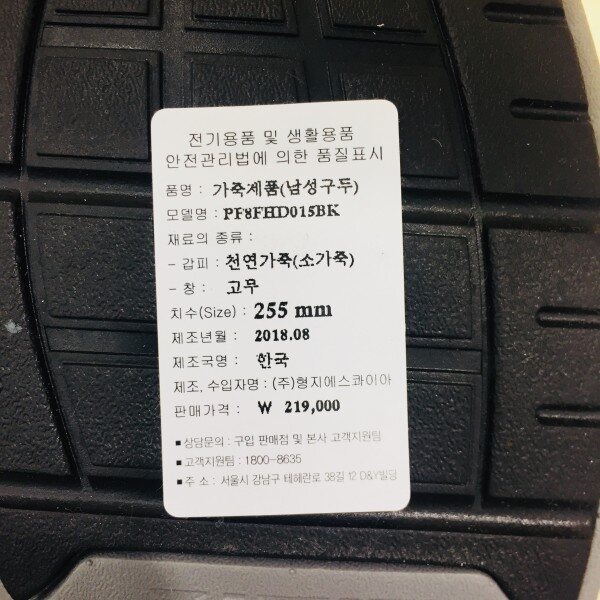 전기용품 및 생활용품
안전관리법에 의한 품질표시
품명 : 가죽제품(남성구두)
모델명 : PF8FHD015BK
재료의 종류 :
- 갑피 : 천연가죽(소가죽)
- 창 : 고무
치수(Size) : 255 mm
제조년월 : 2018.08
제조국명 : 한국
제조, 수입자명 : (주)형지에스콰이아
판매가격 : ₩ 219,000
■ 상담문의 : 구입 판매점 및 본사 고객지원팀
■ 고객지원팀 : 1800-8635
■ 주 소 : 서울시 강남구 테헤란로 38길 12 D&Y빌딩